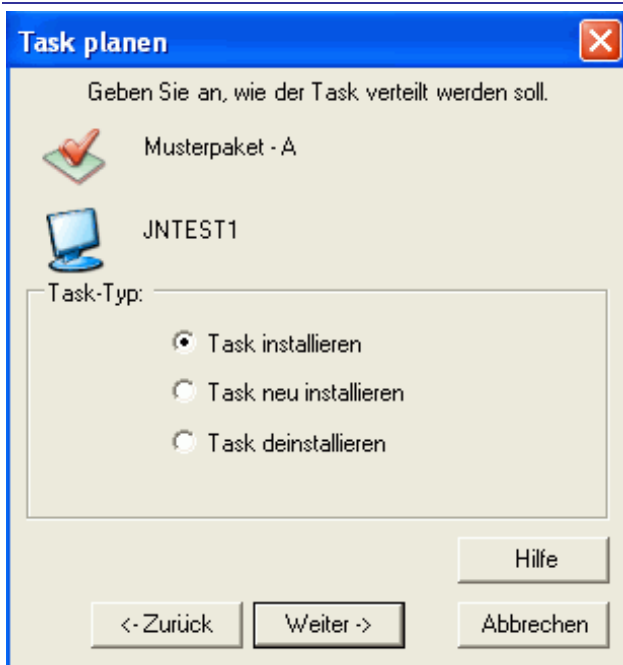 Task planen
Geben Sie an, wie der Task verteilt werden soll.
Musterpaket - A
JNTEST1
Task-Typ:
Task installieren
Task neu installieren
Task deinstallieren
Hilfe
<- Zurück
Weiter ->
Abbrechen